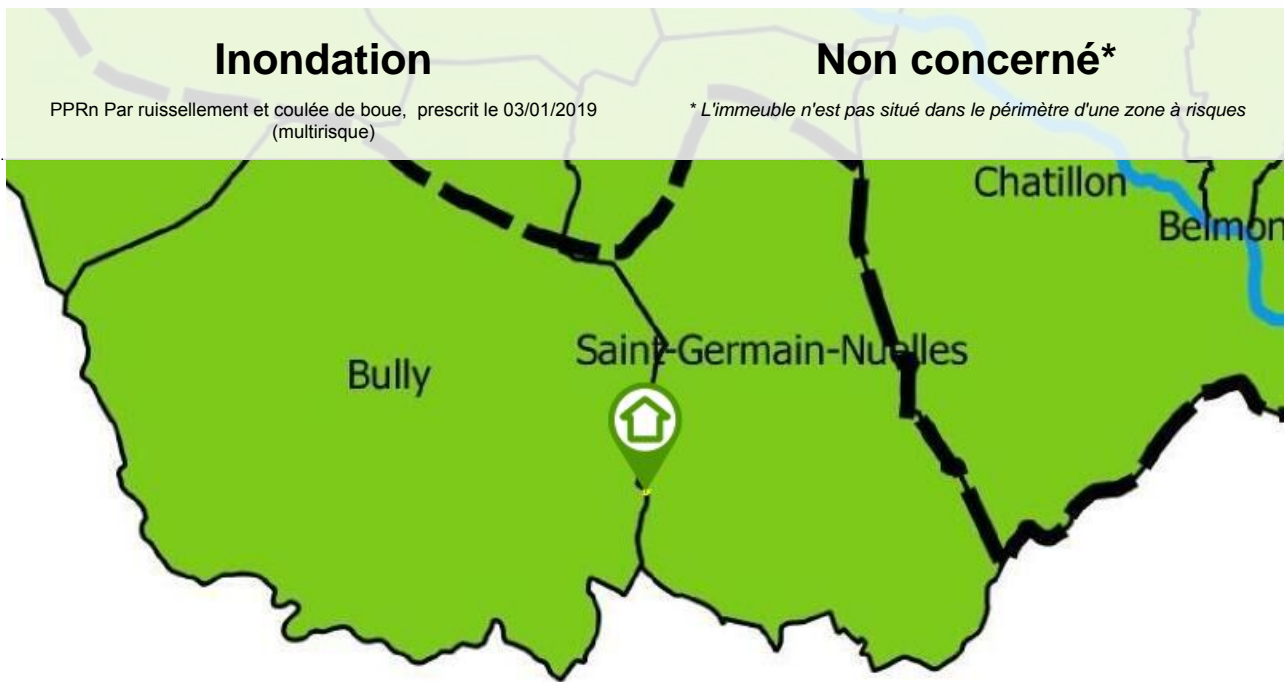 Inondation
PPRn Par ruissellement et coulée de boue, prescrit le 03/01/2019
(multirisque)
Non concerné*
* L'immeuble n'est pas situé dans le périmètre d'une zone à risques
Chatillon
Belmon
Saint-Germain-Nuelles
Bully